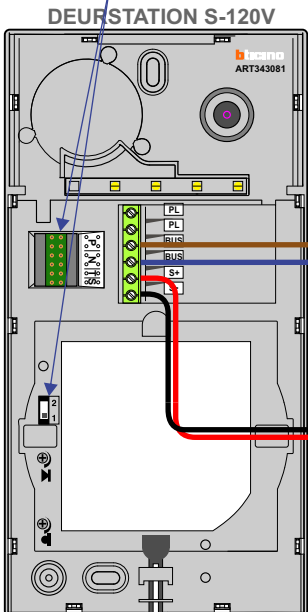 DEURSTATION S-120V
bticino
ART343081
PL
PL
BUS
BUS
S+
S-
P N T S
2
1